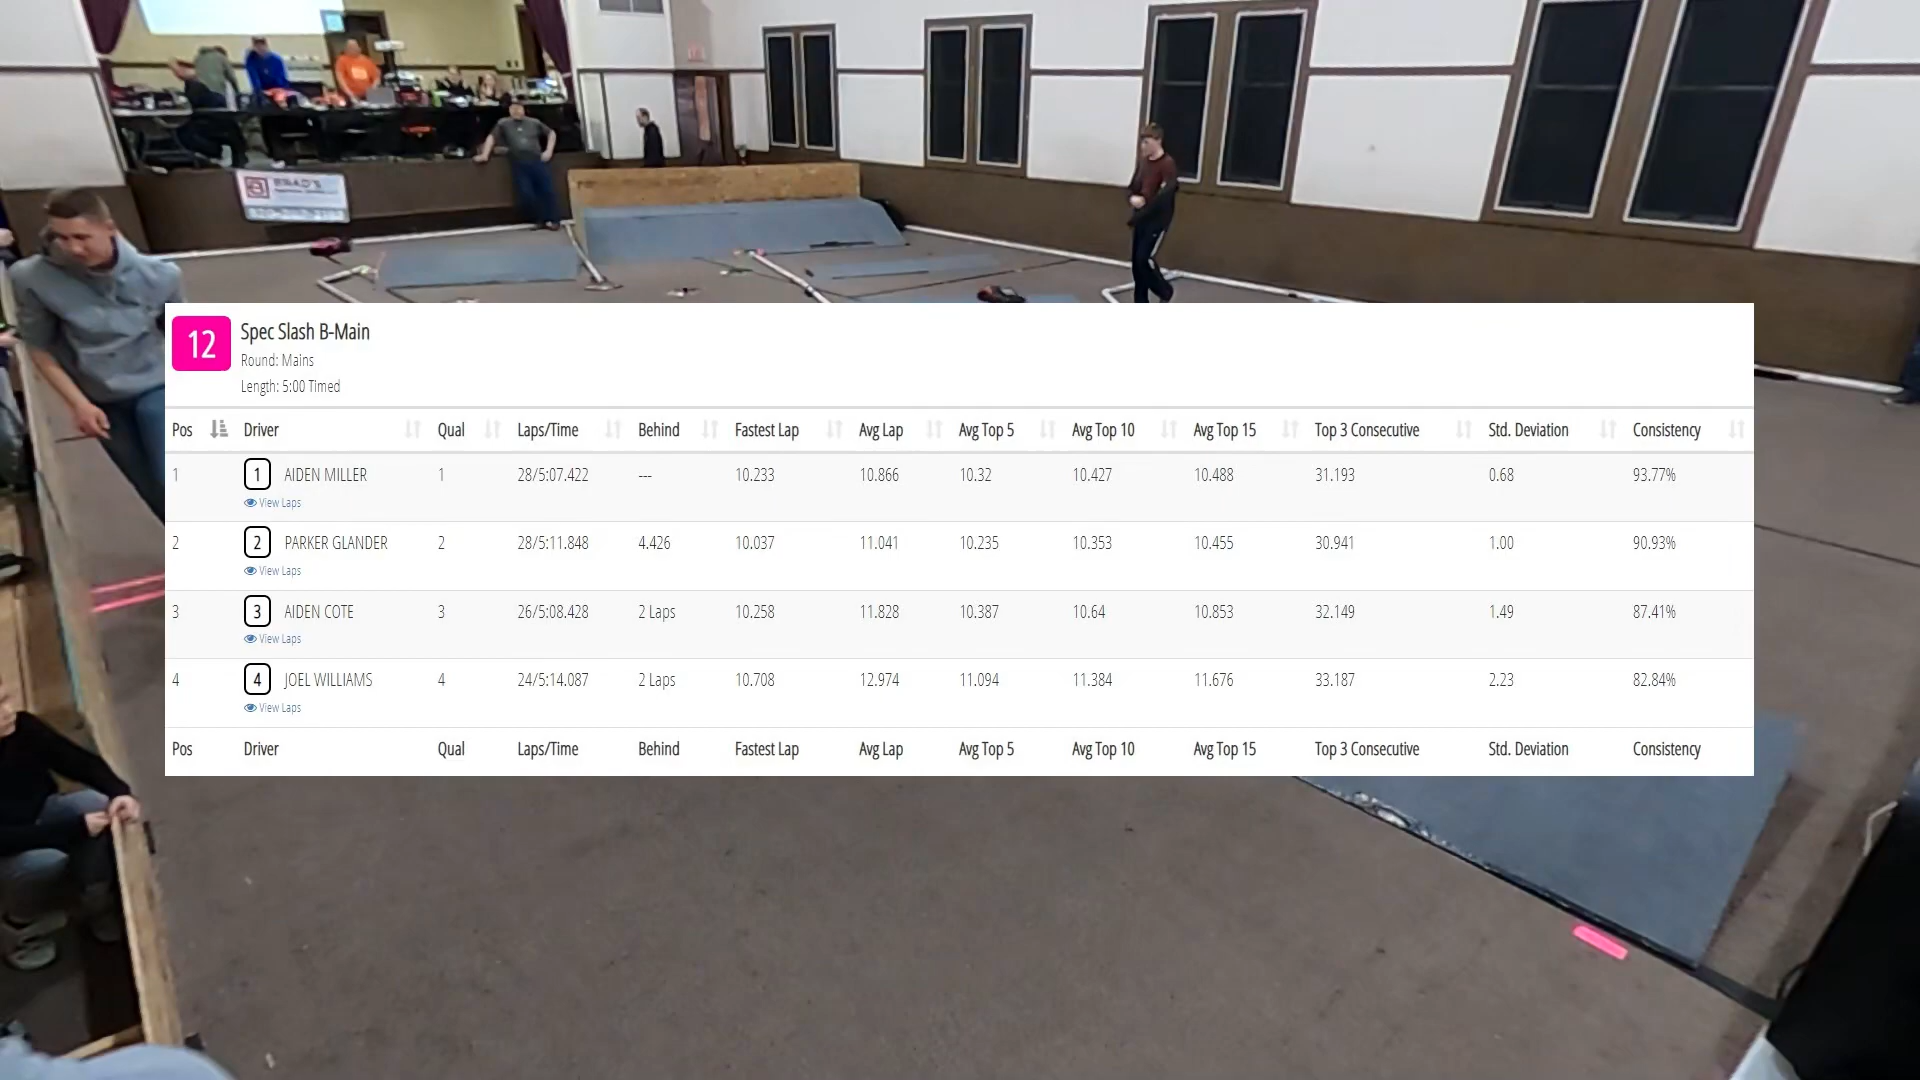 BRAD'S
12
Spec Slash B-Main
Round: Mains
Length: 5:00 Timed
Pos Driver Qual Laps/Time Behind Fastest Lap Avg Lap Avg Top 5 Avg Top 10 Avg Top 15 Top 3 Consecutive Std. Deviation Consistency
1 1 AIDEN MILLER 1 28/5:07.422 --- 10.233 10.866 10.32 10.427 10.488 31.193 0.68 93.77%
View Laps
2 2 PARKER GLANDER 2 28/5:11.848 4.426 10.037 11.041 10.235 10.353 10.455 30.941 1.00 90.93%
View Laps
3 3 AIDEN COTE 3 26/5:08.428 2 Laps 10.258 11.828 10.387 10.64 10.853 32.149 1.49 87.41%
View Laps
4 4 JOEL WILLIAMS 4 24/5:14.087 2 Laps 10.708 12.974 11.094 11.384 11.676 33.187 2.23 82.84%
View Laps
Pos Driver Qual Laps/Time Behind Fastest Lap Avg Lap Avg Top 5 Avg Top 10 Avg Top 15 Top 3 Consecutive Std. Deviation Consistency